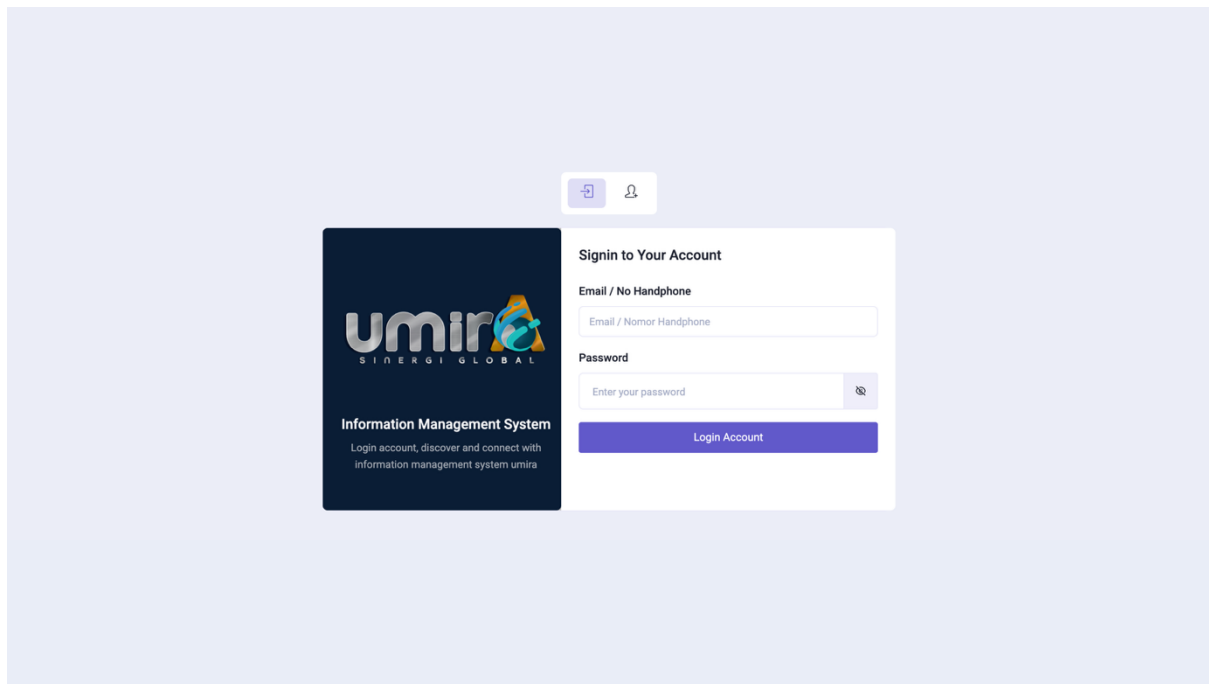 umira
SINERGI GLOBAL
Information Management System
Login account, discover and connect with
information management system umira
Signin to Your Account
Email / No Handphone
Email / Nomor Handphone
Password
Enter your password
Login Account